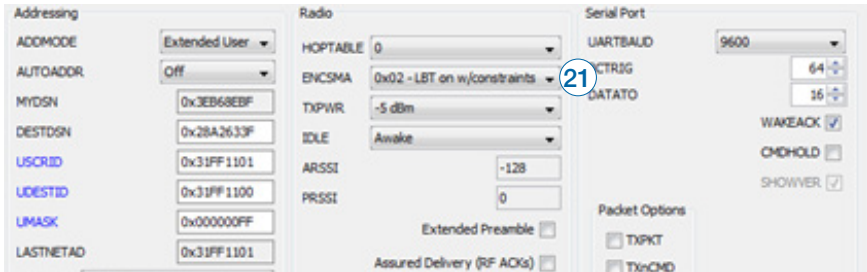 Addressing
ADDMODE Extended User
AUTOADDR Off
MYDSN 0x3EB68EBF
DESTDSN 0x28A2633F
USCRID 0x31FF1101
UDESTID 0x31FF1100
UMASK 0x000000FF
LASTNETAD 0x31FF1101
Radio
HOPTABLE 0
ENCSMA 0x02 - LBT on w/constraints
21
TXPWR -5 dBm
IDLE Awake
ARSSI -128
PRSSI 0
Extended Preamble
Assured Delivery (RF ACKs)
Serial Port
UARTBAUD 9600
CTRIG 64
DATATO 16
WAKEACK
CMDHOLD
SHOWVER
Packet Options
TXPKT
TXnCMD